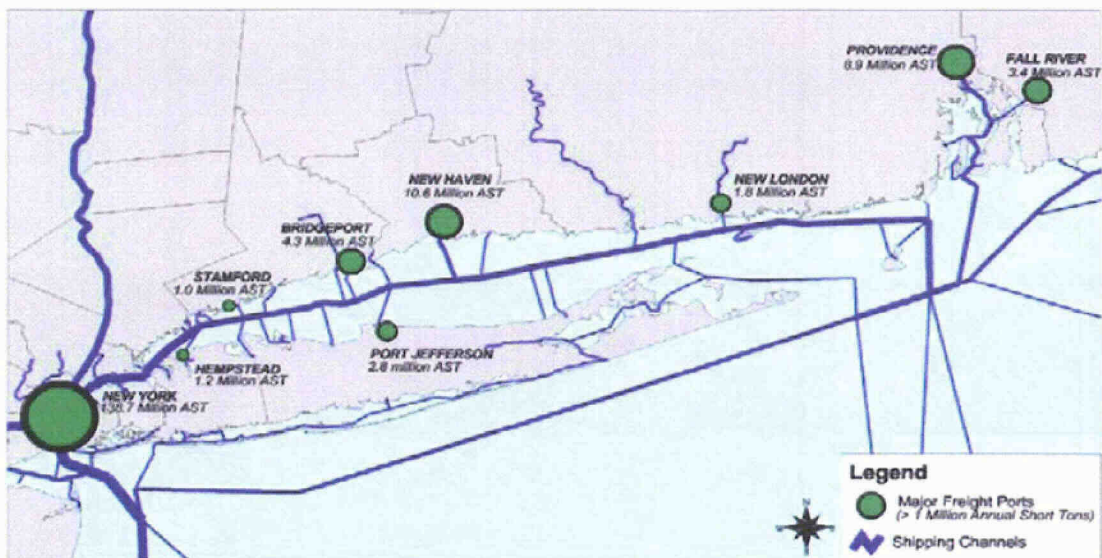 PROVIDENCE
8.9 Million AST
FALL RIVER
3.4 Million AST
NEW HAVEN
10.6 Million AST
NEW LONDON
1.8 Million AST
BRIDGEPORT
4.3 Million AST
STAMFORD
1.0 Million AST
PORT JEFFERSON
2.8 million AST
HEMPSTEAD
1.2 Million AST
NEW YORK
138.7 Million AST
Legend
Major Freight Ports
(> 1 Million Annual Short Tons)
Shipping Channels